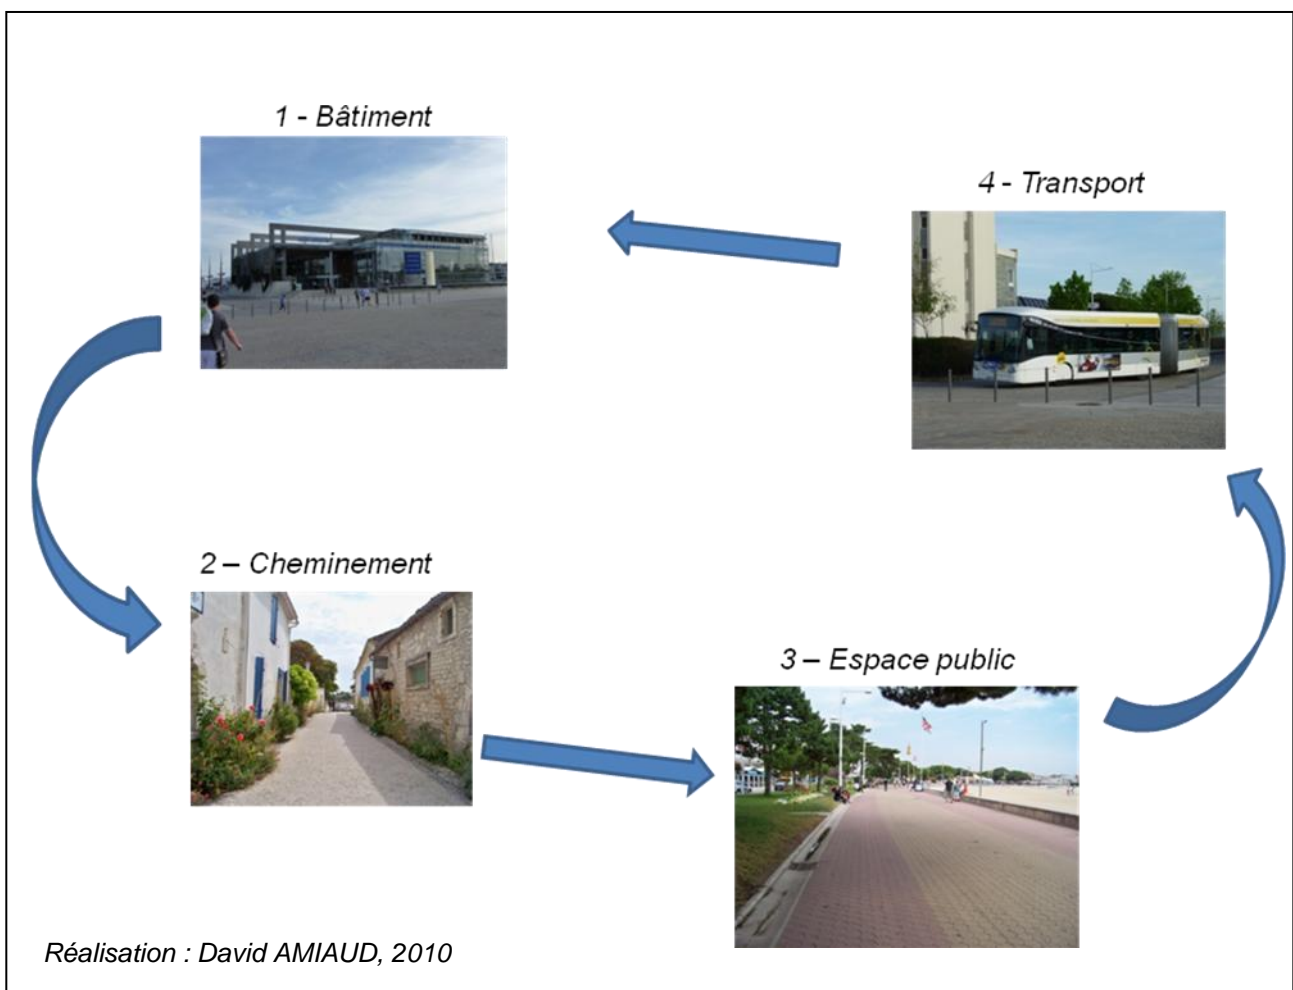 1 - Bâtiment
4 - Transport
2 – Cheminement
3 – Espace public
Réalisation : David AMIAUD, 2010